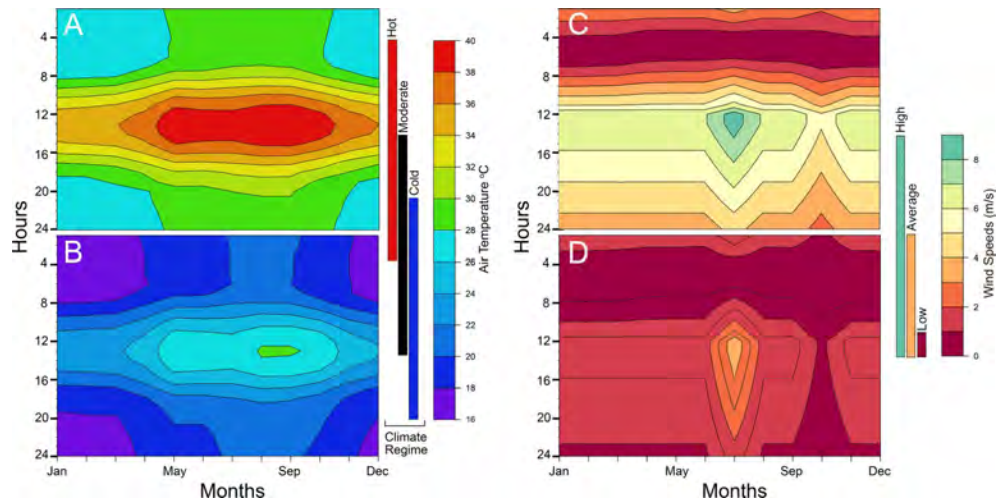 A
4
8
12
16
20
24
B
4
8
12
16
20
24
Hours
Jan
May
Sep
Dec
Months
Hot
Moderate
Cold
Climate
Regime
40
38
36
34
32
30
28
26
24
22
20
18
16
Air Temperature ºC
C
4
8
12
16
20
24
D
4
8
12
16
20
24
Hours
Jan
May
Sep
Dec
Months
High
Average
Low
8
6
4
2
0
Wind Speeds (m/s)